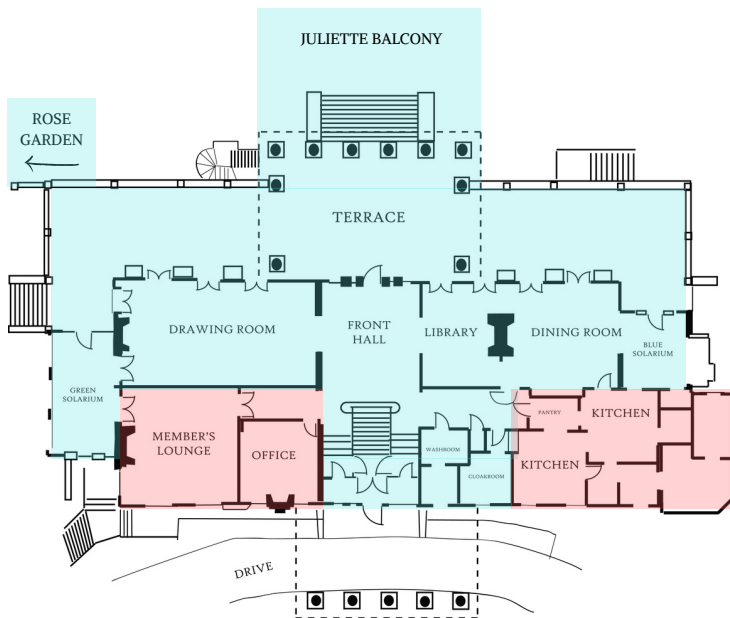 JULIETTE BALCONY
ROSE
GARDEN
TERRACE
DRAWING ROOM
FRONT
HALL
LIBRARY
DINING ROOM
BLUE
SOLARIUM
GREEN
SOLARIUM
MEMBER'S
LOUNGE
OFFICE
WASHROOM
CLOAKROOM
PANTRY
KITCHEN
KITCHEN
DRIVE